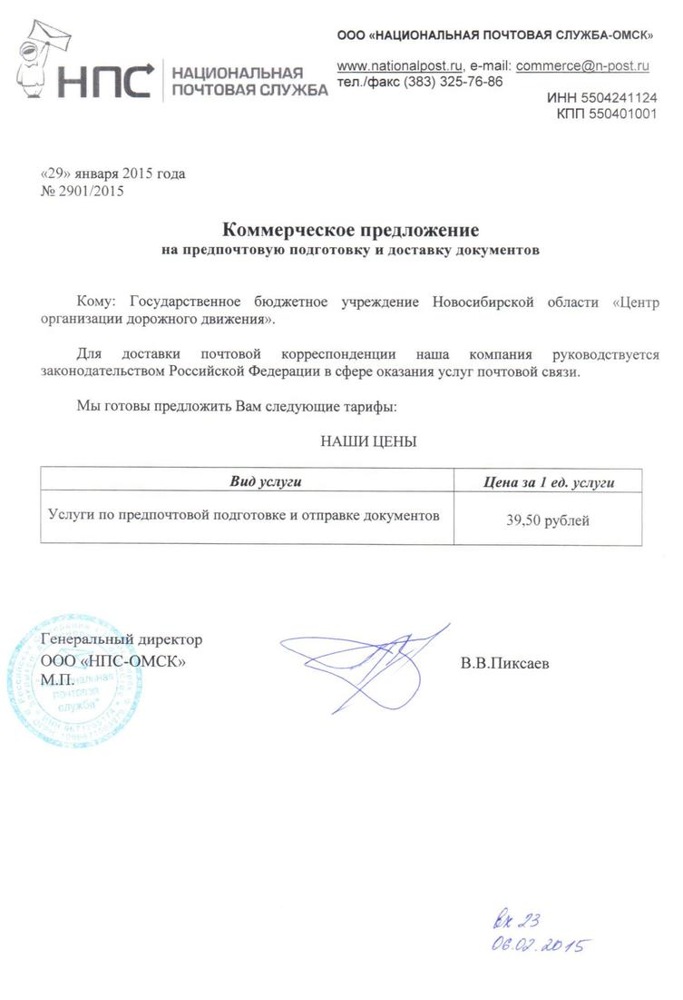 ООО «НАЦИОНАЛЬНАЯ ПОЧТОВАЯ СЛУЖБА-ОМСК»
НПС НАЦИОНАЛЬНАЯ
ПОЧТОВАЯ СЛУЖБА
www.nationalpost.ru, e-mail: commerce@n-post.ru
тел./факс (383) 325-76-86
ИНН 5504241124
КПП 550401001
«29» января 2015 года
№ 2901/2015
Коммерческое предложение
на предпочтовую подготовку и доставку документов
Кому: Государственное бюджетное учреждение Новосибирской области «Центр
организации дорожного движения».
Для доставки почтовой корреспонденции наша компания руководствуется
законодательством Российской Федерации в сфере оказания услуг почтовой связи.
Мы готовы предложить Вам следующие тарифы:
НАШИ ЦЕНЫ
Вид услуги Цена за 1 ед. услуги
Услуги по предпочтовой подготовке и отправке документов 39,50 рублей
Генеральный директор
ООО «НПС-ОМСК» В.В.Пиксаев
М.П.
почтовая
служба"
вх 23
06.02.2015